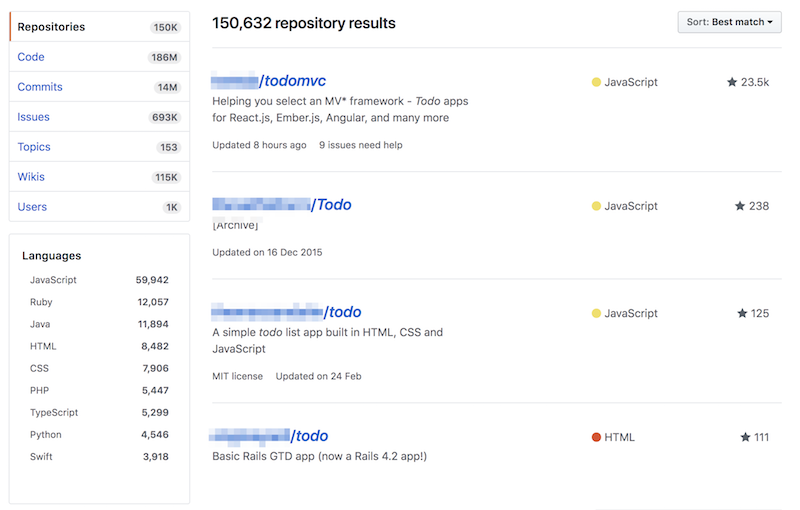 Repositories 150K
Code 186M
Commits 14M
Issues 693K
Topics 153
Wikis 115K
Users 1K
Languages
JavaScript 59,942
Ruby 12,057
Java 11,894
HTML 8,482
CSS 7,906
PHP 5,447
TypeScript 5,299
Python 4,546
Swift 3,918
150,632 repository results
Sort: Best match
/todomvc
JavaScript
23.5k
Helping you select an MV* framework - Todo apps
for React.js, Ember.js, Angular, and many more
Updated 8 hours ago 9 issues need help
/Todo
JavaScript
238
[Archive]
Updated on 16 Dec 2015
/todo
JavaScript
125
A simple todo list app built in HTML, CSS and
JavaScript
MIT license Updated on 24 Feb
/todo
HTML
111
Basic Rails GTD app (now a Rails 4.2 app!)